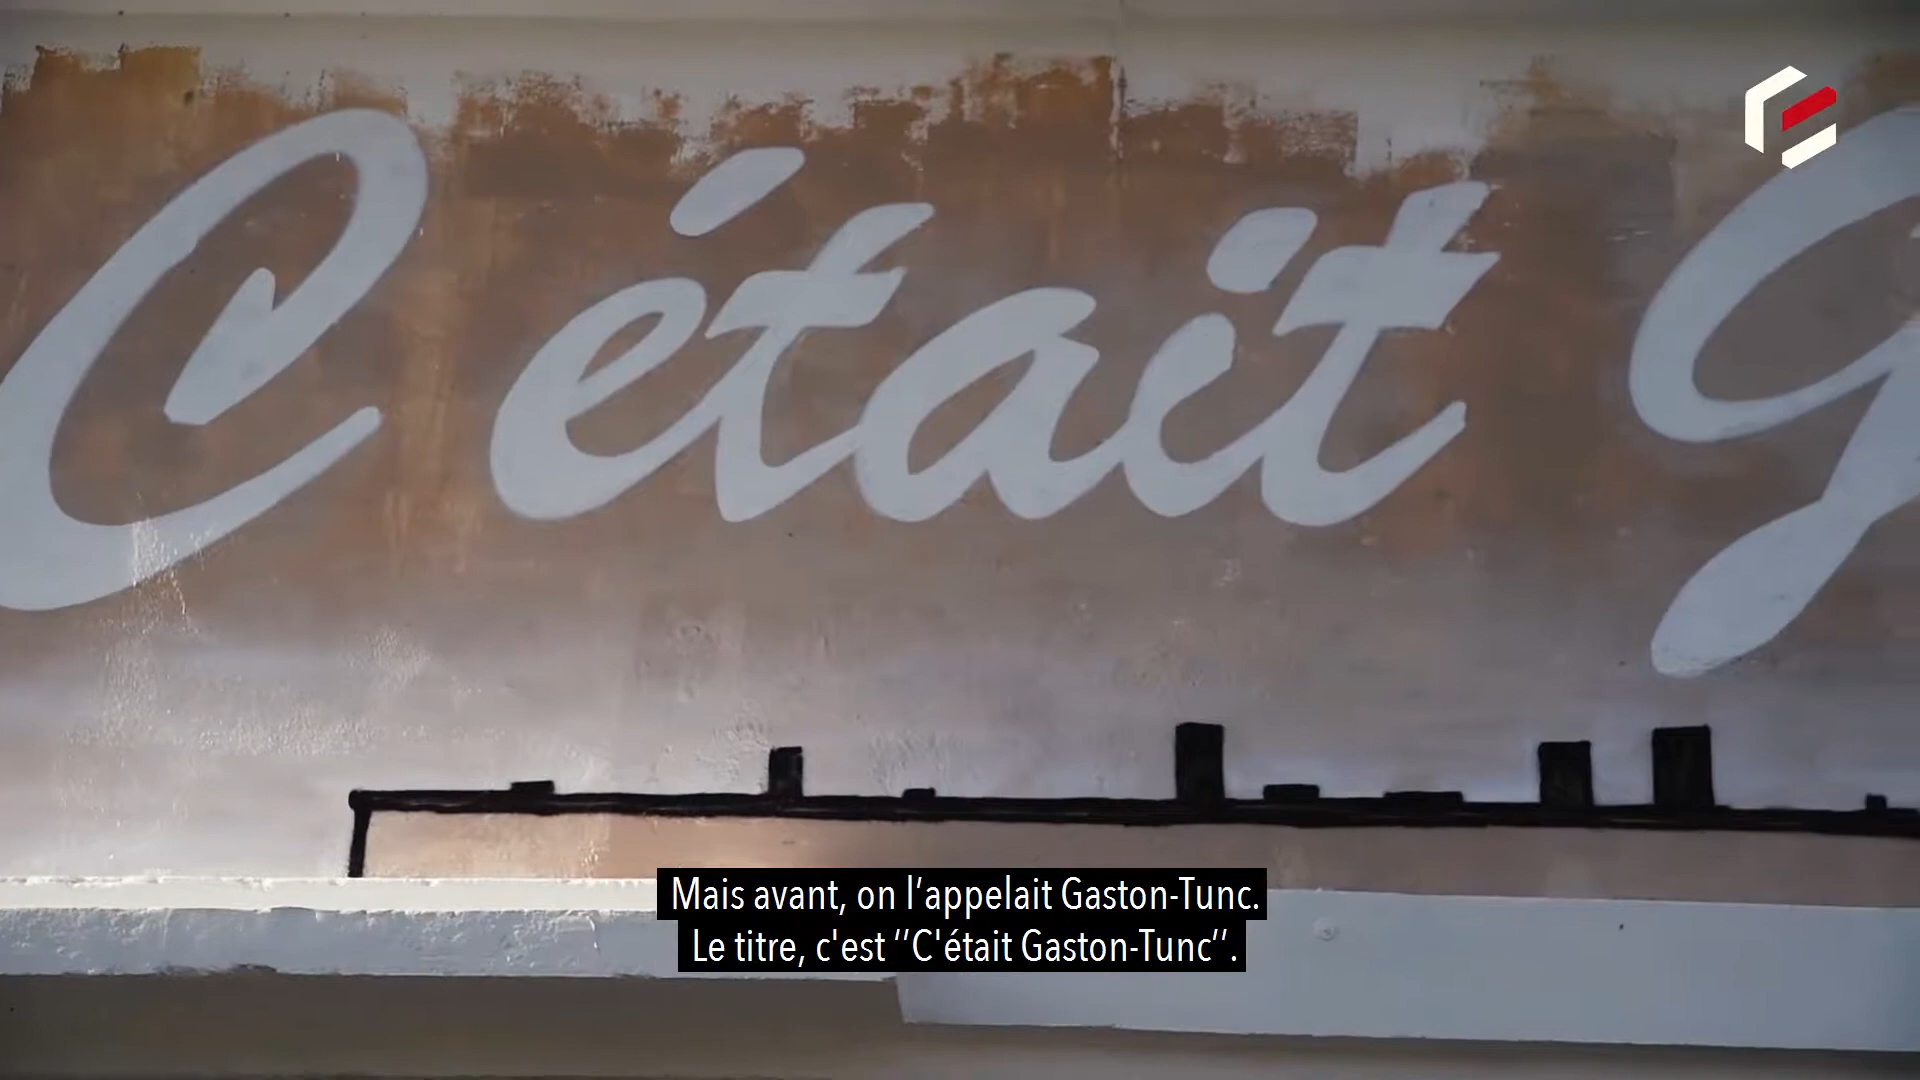 C'était G
Mais avant, on l’appelait Gaston-Tunc.
Le titre, c'est ‘’C'était Gaston-Tunc’’.